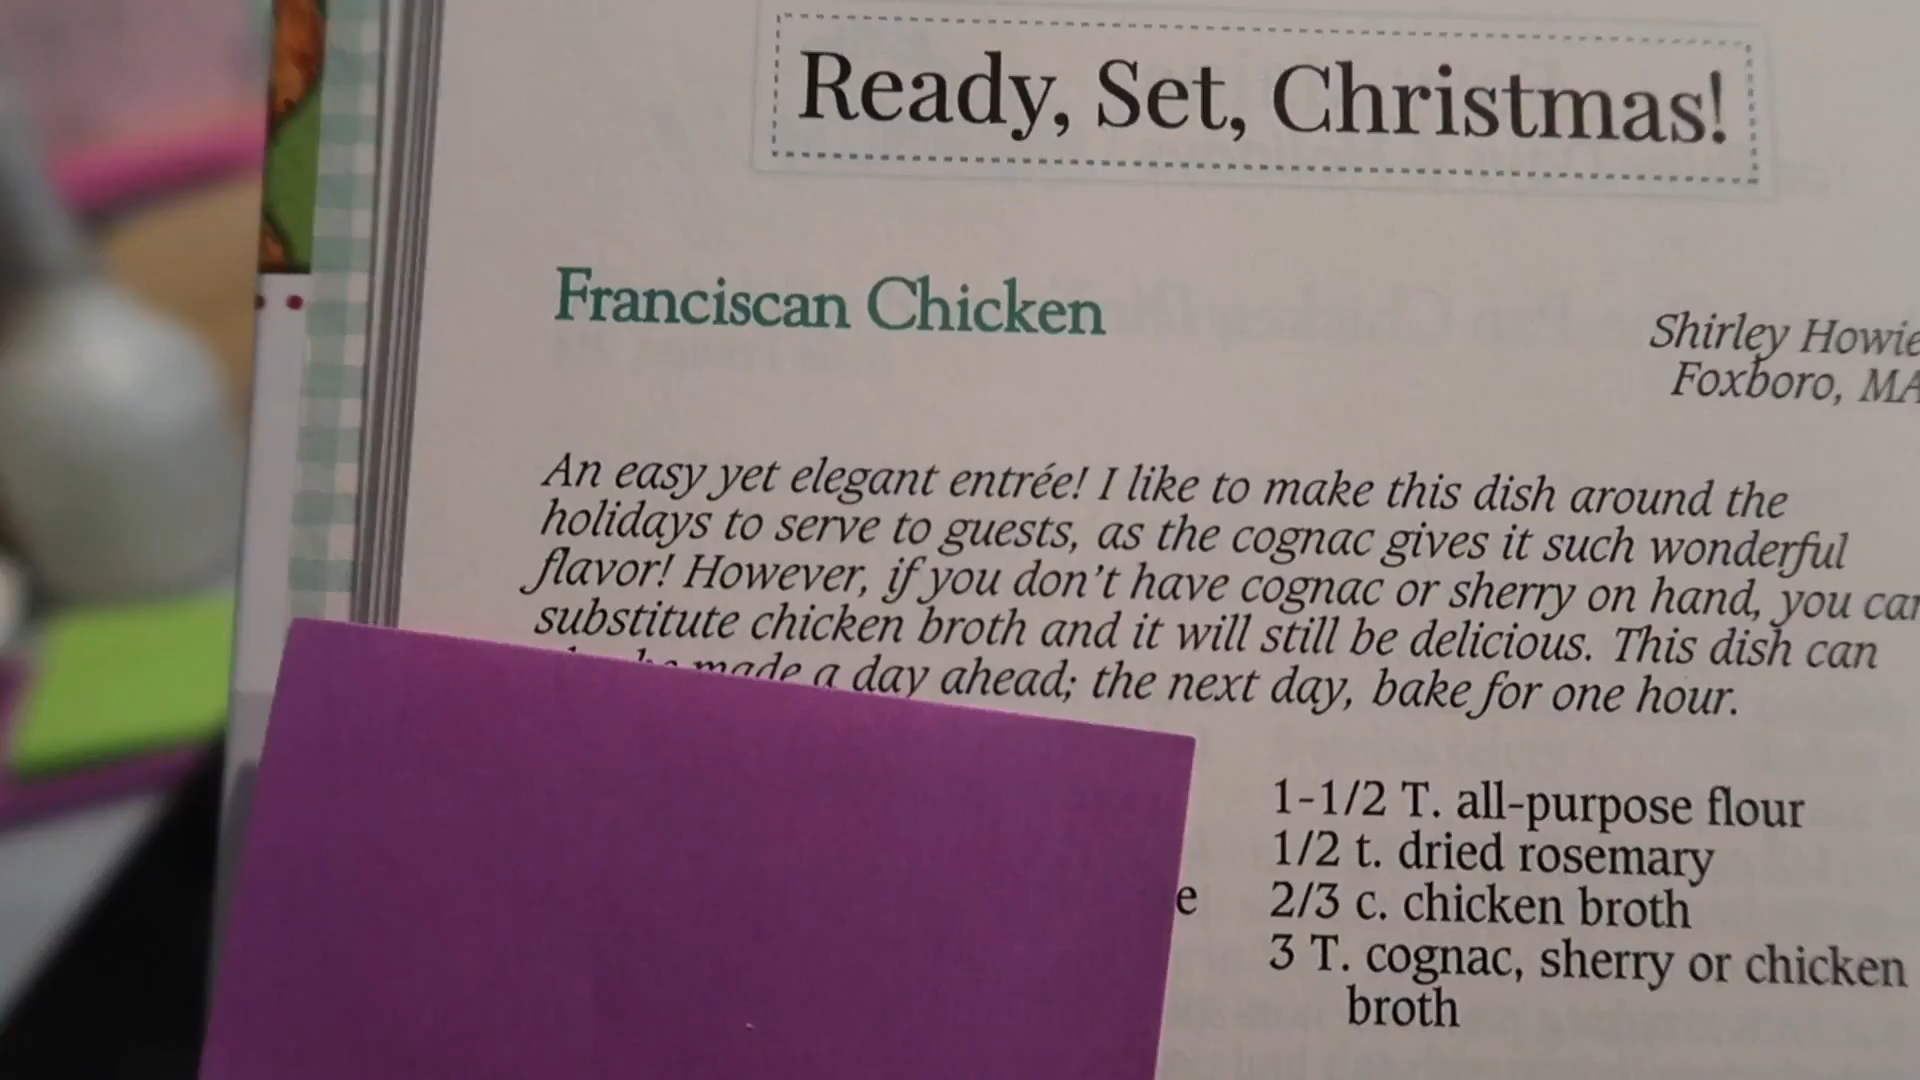 Ready, Set, Christmas!
Franciscan Chicken
Shirley Howie
Foxboro, MA
An easy yet elegant entrée! I like to make this dish around the
holidays to serve to guests, as the cognac gives it such wonderful
flavor! However, if you don't have cognac or sherry on hand, you can
substitute chicken broth and it will still be delicious. This dish can
made a day ahead; the next day, bake for one hour.
1-1/2 T. all-purpose flour
1/2 t. dried rosemary
e 2/3 c. chicken broth
3 T. cognac, sherry or chicken
broth